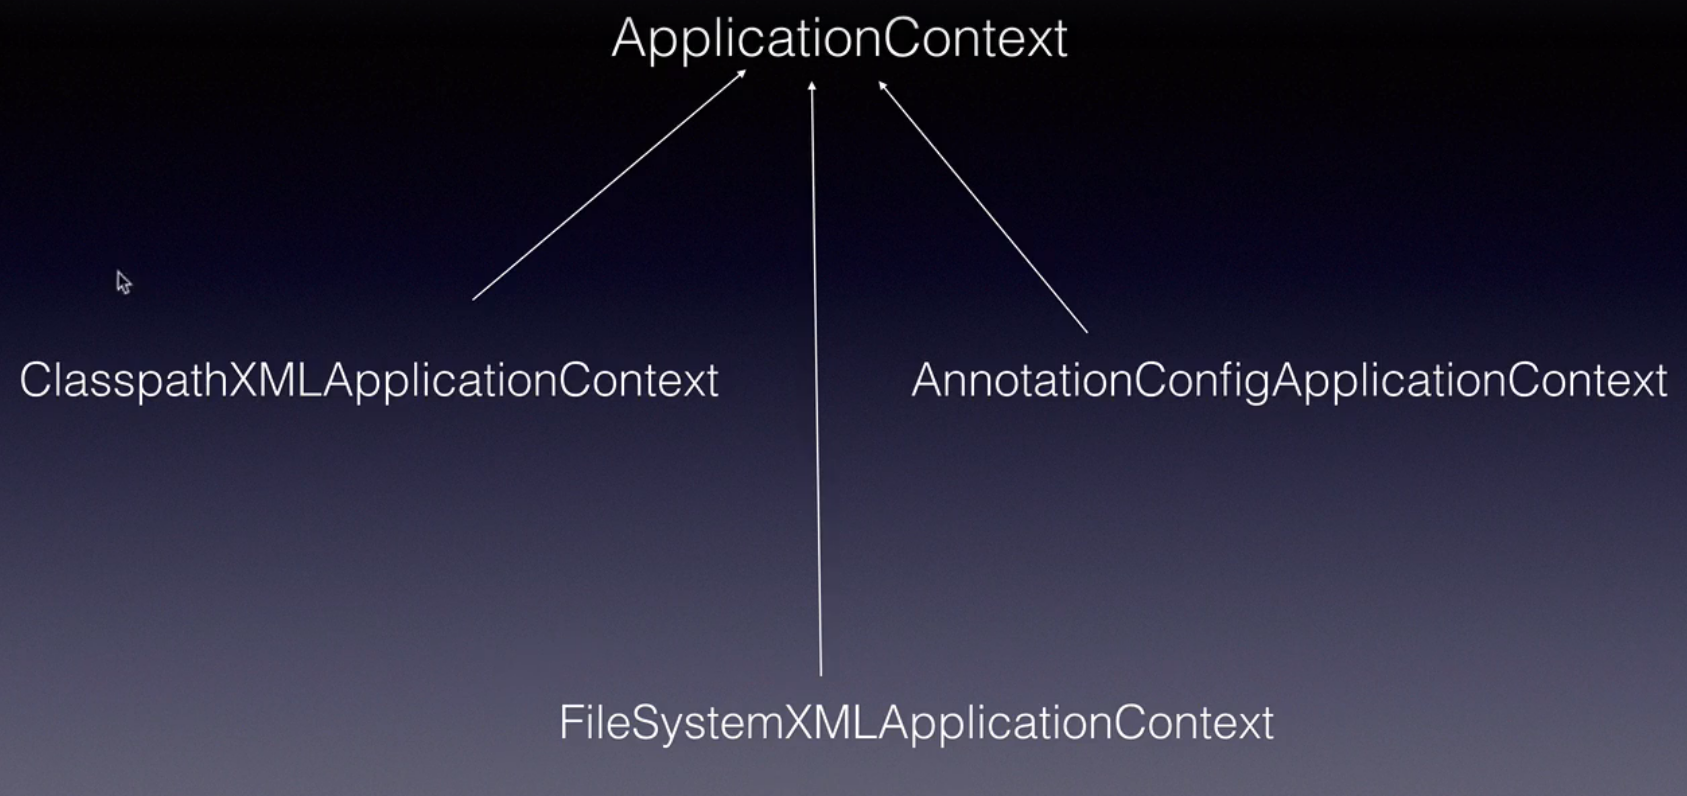 ApplicationContext
ClasspathXMLApplicationContext
AnnotationConfigApplicationContext
FileSystemXMLApplicationContext